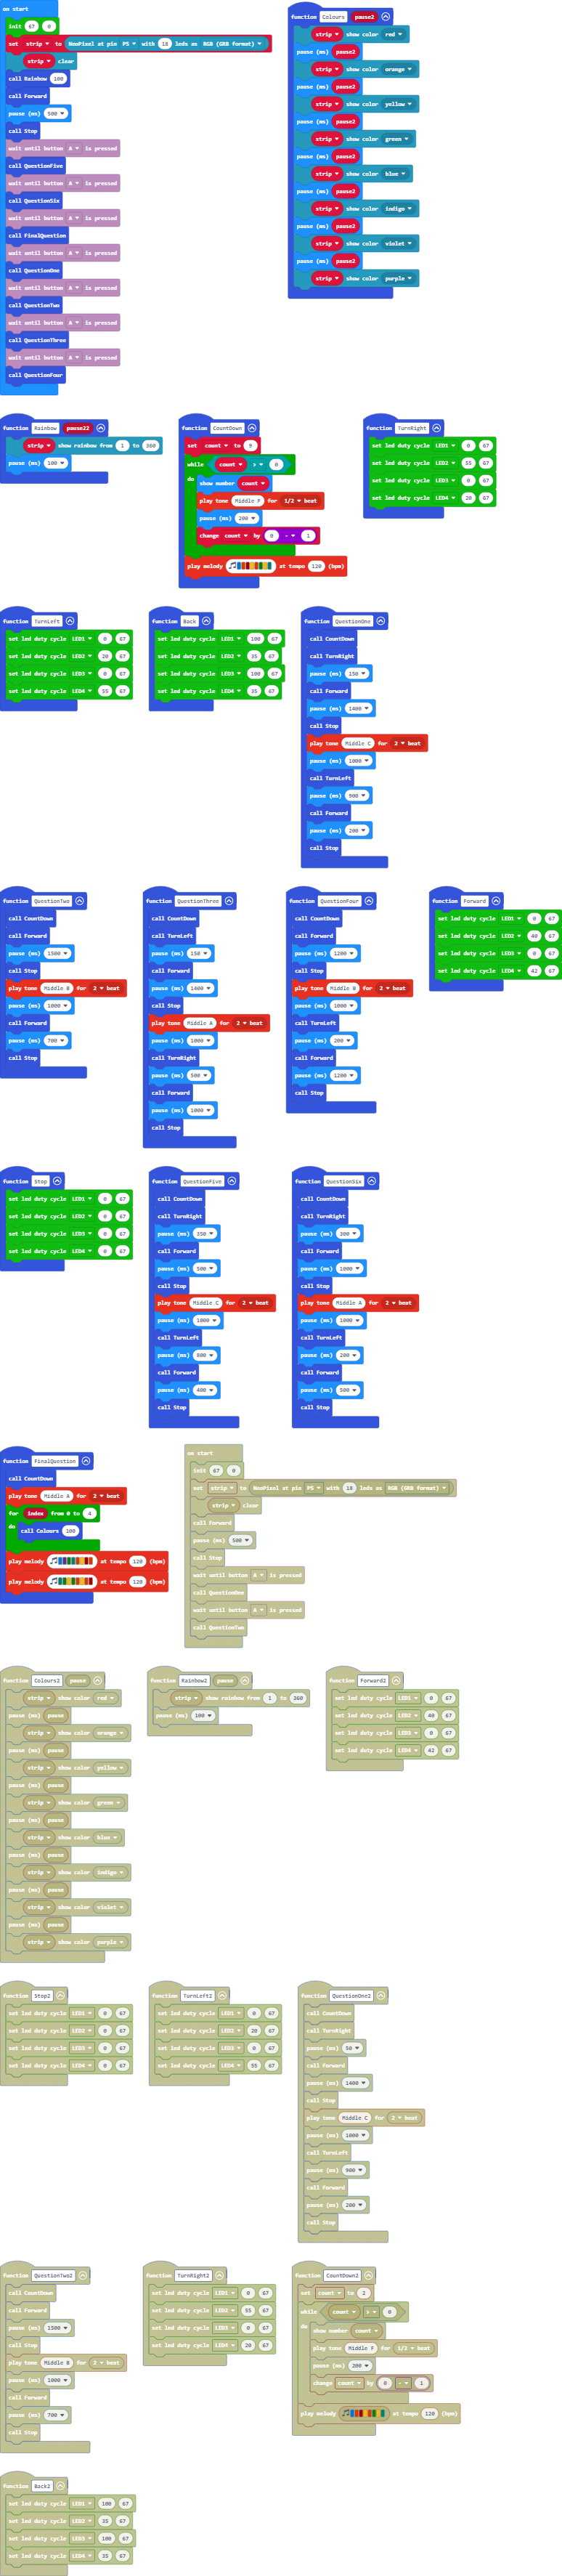 on start
init 67 0
set strip to NeoPixel at pin P5 with 18 leds as RGB (GRB format)
strip clear
call Rainbow 100
call Forward
pause (ms) 500
call Stop
wait until button A is pressed
call QuestionFive
wait until button A is pressed
call QuestionSix
wait until button A is pressed
call FinalQuestion
wait until button A is pressed
call QuestionOne
wait until button A is pressed
call QuestionTwo
wait until button A is pressed
call QuestionThree
wait until button A is pressed
call QuestionFour
function Colours pause2
strip show color red
pause (ms) pause2
strip show color orange
pause (ms) pause2
strip show color yellow
pause (ms) pause2
strip show color green
pause (ms) pause2
strip show color blue
pause (ms) pause2
strip show color indigo
pause (ms) pause2
strip show color violet
pause (ms) pause2
strip show color purple
function Rainbow pause22
strip show rainbow from 1 to 360
pause (ms) 100
function CountDown
set count to 9
while count > 0
do show number count
play tone Middle F for 1/2 beat
pause (ms) 200
change count by 0 - 1
play melody at tempo 120 (bpm)
function TurnRight
set led duty cycle LED1 0 67
set led duty cycle LED2 55 67
set led duty cycle LED3 0 67
set led duty cycle LED4 20 67
function TurnLeft
set led duty cycle LED1 0 67
set led duty cycle LED2 20 67
set led duty cycle LED3 0 67
set led duty cycle LED4 55 67
function Back
set led duty cycle LED1 100 67
set led duty cycle LED2 35 67
set led duty cycle LED3 100 67
set led duty cycle LED4 35 67
function QuestionOne
call CountDown
call TurnRight
pause (ms) 150
call Forward
pause (ms) 1400
call Stop
play tone Middle C for 2 beat
pause (ms) 1000
call TurnLeft
pause (ms) 900
call Forward
pause (ms) 200
call Stop
function QuestionTwo
call CountDown
call Forward
pause (ms) 1500
call Stop
play tone Middle B for 2 beat
pause (ms) 1000
call Forward
pause (ms) 700
call Stop
function QuestionThree
call CountDown
call TurnLeft
pause (ms) 150
call Forward
pause (ms) 1400
call Stop
play tone Middle A for 2 beat
pause (ms) 1000
call TurnRight
pause (ms) 500
call Forward
pause (ms) 1000
call Stop
function QuestionFour
call CountDown
call Forward
pause (ms) 1200
call Stop
play tone Middle B for 2 beat
pause (ms) 1000
call TurnLeft
pause (ms) 200
call Forward
pause (ms) 1200
call Stop
function Forward
set led duty cycle LED1 0 67
set led duty cycle LED2 40 67
set led duty cycle LED3 0 67
set led duty cycle LED4 42 67
function Stop
set led duty cycle LED1 0 67
set led duty cycle LED2 0 67
set led duty cycle LED3 0 67
set led duty cycle LED4 0 67
function QuestionFive
call CountDown
call TurnRight
pause (ms) 350
call Forward
pause (ms) 500
call Stop
play tone Middle C for 2 beat
pause (ms) 1000
call TurnLeft
pause (ms) 800
call Forward
pause (ms) 400
call Stop
function QuestionSix
call CountDown
call TurnRight
pause (ms) 300
call Forward
pause (ms) 1000
call Stop
play tone Middle A for 2 beat
pause (ms) 1000
call TurnLeft
pause (ms) 200
call Forward
pause (ms) 500
call Stop
function FinalQuestion
call CountDown
play tone Middle A for 2 beat
for index from 0 to 4
do call Colours 100
play melody at tempo 120 (bpm)
play melody at tempo 120 (bpm)
on start
init 67 0
set strip to NeoPixel at pin P5 with 18 leds as RGB (GRB format)
strip clear
call Forward
pause (ms) 500
call Stop
wait until button A is pressed
call QuestionOne
wait until button A is pressed
call QuestionTwo
function Colours2 pause
strip show color red
pause (ms) pause
strip show color orange
pause (ms) pause
strip show color yellow
pause (ms) pause
strip show color green
pause (ms) pause
strip show color blue
pause (ms) pause
strip show color indigo
pause (ms) pause
strip show color violet
pause (ms) pause
strip show color purple
function Rainbow2 pause
strip show rainbow from 1 to 360
pause (ms) 100
function Forward2
set led duty cycle LED1 0 67
set led duty cycle LED2 40 67
set led duty cycle LED3 0 67
set led duty cycle LED4 42 67
function Stop2
set led duty cycle LED1 0 67
set led duty cycle LED2 0 67
set led duty cycle LED3 0 67
set led duty cycle LED4 0 67
function TurnLeft2
set led duty cycle LED1 0 67
set led duty cycle LED2 20 67
set led duty cycle LED3 0 67
set led duty cycle LED4 55 67
function QuestionOne2
call CountDown
call TurnRight
pause (ms) 50
call Forward
pause (ms) 1400
call Stop
play tone Middle C for 2 beat
pause (ms) 1000
call TurnLeft
pause (ms) 900
call Forward
pause (ms) 200
call Stop
function QuestionTwo2
call CountDown
call Forward
pause (ms) 1500
call Stop
play tone Middle B for 2 beat
pause (ms) 1000
call Forward
pause (ms) 700
call Stop
function TurnRight2
set led duty cycle LED1 0 67
set led duty cycle LED2 55 67
set led duty cycle LED3 0 67
set led duty cycle LED4 20 67
function CountDown2
set count to 2
while count > 0
do show number count
play tone Middle F for 1/2 beat
pause (ms) 200
change count by 0 - 1
play melody at tempo 120 (bpm)
function Back2
set led duty cycle LED1 100 67
set led duty cycle LED2 35 67
set led duty cycle LED3 100 67
set led duty cycle LED4 35 67